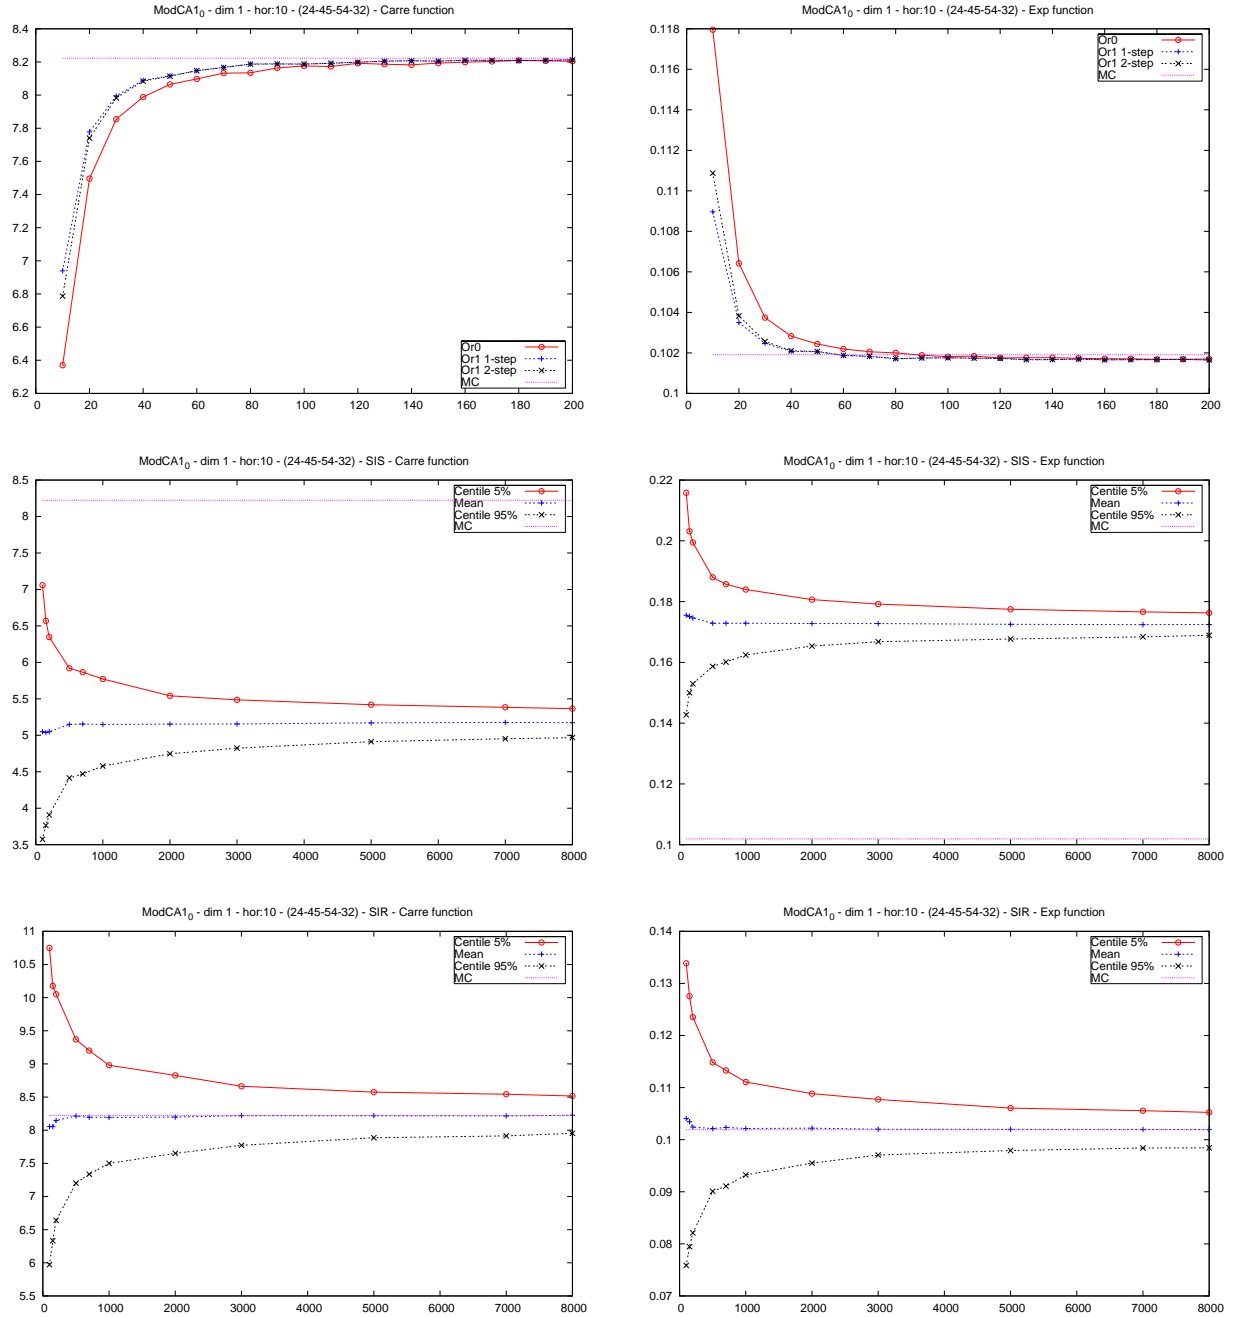 ModCA1₀ - dim 1 - hor:10 - (24-45-54-32) - Carre function
8.4
8.2
8
7.8
7.6
7.4
7.2
7
6.8
6.6
6.4
6.2
0 20 40 60 80 100 120 140 160 180 200
Or0
Or1 1-step
Or1 2-step
MC
ModCA1₀ - dim 1 - hor:10 - (24-45-54-32) - Exp function
0.118
0.116
0.114
0.112
0.11
0.108
0.106
0.104
0.102
0.1
0 20 40 60 80 100 120 140 160 180 200
Or0
Or1 1-step
Or1 2-step
MC
ModCA1₀ - dim 1 - hor:10 - (24-45-54-32) - SIS - Carre function
8.5
8
7.5
7
6.5
6
5.5
5
4.5
4
3.5
0 1000 2000 3000 4000 5000 6000 7000 8000
Centile 5%
Mean
Centile 95%
MC
ModCA1₀ - dim 1 - hor:10 - (24-45-54-32) - SIS - Exp function
0.22
0.2
0.18
0.16
0.14
0.12
0.1
0 1000 2000 3000 4000 5000 6000 7000 8000
Centile 5%
Mean
Centile 95%
MC
ModCA1₀ - dim 1 - hor:10 - (24-45-54-32) - SIR - Carre function
11
10.5
10
9.5
9
8.5
8
7.5
7
6.5
6
5.5
0 1000 2000 3000 4000 5000 6000 7000 8000
Centile 5%
Mean
Centile 95%
MC
ModCA1₀ - dim 1 - hor:10 - (24-45-54-32) - SIR - Exp function
0.14
0.13
0.12
0.11
0.1
0.09
0.08
0.07
0 1000 2000 3000 4000 5000 6000 7000 8000
Centile 5%
Mean
Centile 95%
MC